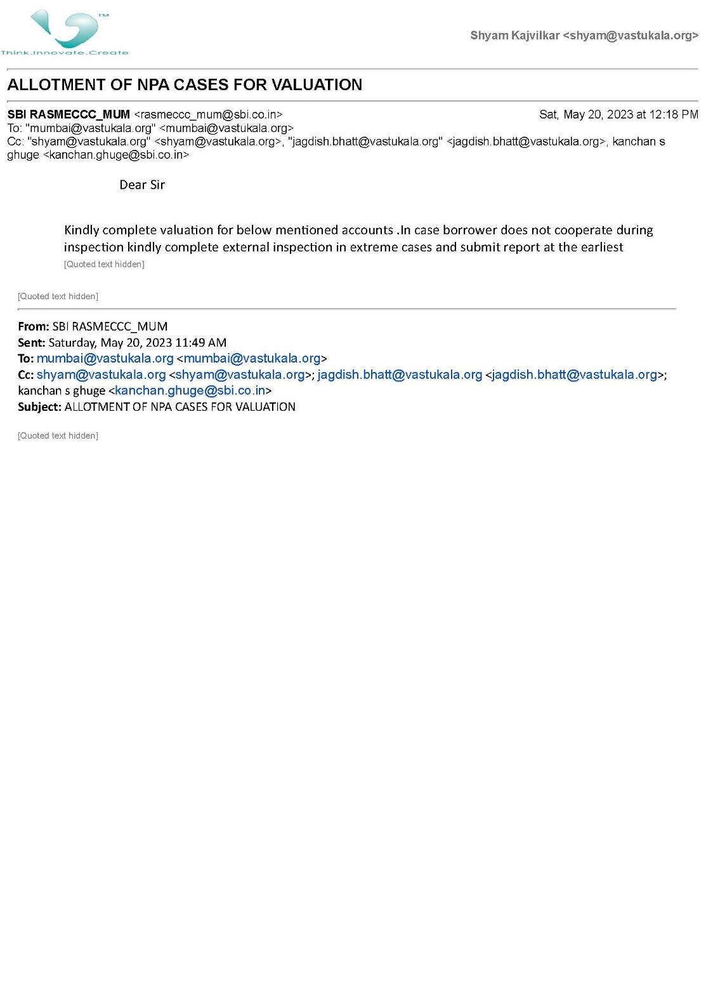 TM
Think.Innovate.Create
Shyam Kajvilkar <shyam@vastukala.org>
ALLOTMENT OF NPA CASES FOR VALUATION
SBI RASMECCC_MUM <rasmeccc_mum@sbi.co.in>
Sat, May 20, 2023 at 12:18 PM
To: "mumbai@vastukala.org" <mumbai@vastukala.org>
Cc: "shyam@vastukala.org" <shyam@vastukala.org>, "jagdish.bhatt@vastukala.org" <jagdish.bhatt@vastukala.org>, kanchan s
ghuge <kanchan.ghuge@sbi.co.in>
Dear Sir
Kindly complete valuation for below mentioned accounts .In case borrower does not cooperate during
inspection kindly complete external inspection in extreme cases and submit report at the earliest
[Quoted text hidden]
[Quoted text hidden]
From: SBI RASMECCC_MUM
Sent: Saturday, May 20, 2023 11:49 AM
To: mumbai@vastukala.org <mumbai@vastukala.org>
Cc: shyam@vastukala.org <shyam@vastukala.org>; jagdish.bhatt@vastukala.org <jagdish.bhatt@vastukala.org>;
kanchan s ghuge <kanchan.ghuge@sbi.co.in>
Subject: ALLOTMENT OF NPA CASES FOR VALUATION
[Quoted text hidden]